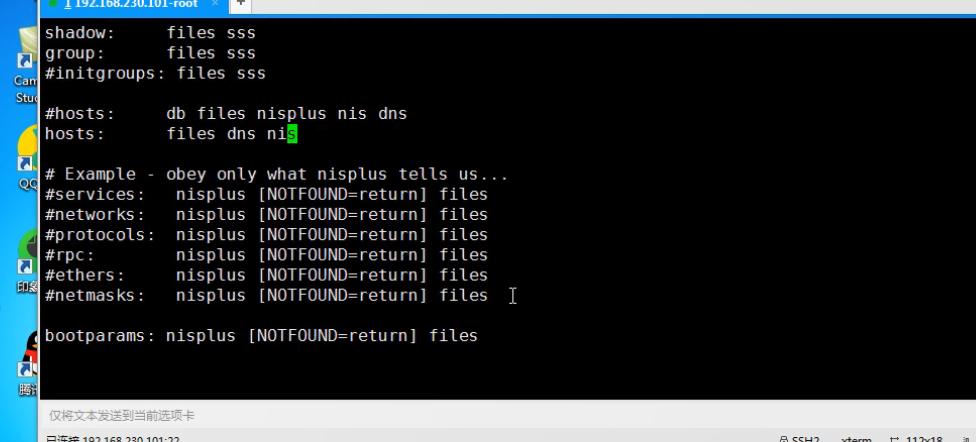 1 192.168.230.101-root × +
shadow: files sss
group: files sss
#initgroups: files sss
#hosts: db files nisplus nis dns
hosts: files dns nis
# Example - obey only what nisplus tells us...
#services: nisplus [NOTFOUND=return] files
#networks: nisplus [NOTFOUND=return] files
#protocols: nisplus [NOTFOUND=return] files
#rpc: nisplus [NOTFOUND=return] files
#ethers: nisplus [NOTFOUND=return] files
#netmasks: nisplus [NOTFOUND=return] files
bootparams: nisplus [NOTFOUND=return] files
Cam
Stud
QQ
印象
腾讯
仅将文本发送到当前选项卡
已连接 192.168.230.101:22
SSH2 xterm 112x18